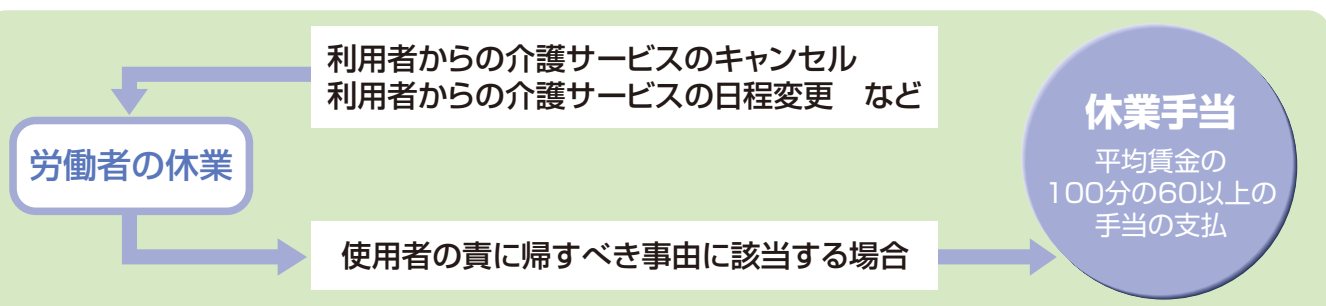 利用者からの介護サービスのキャンセル
利用者からの介護サービスの日程変更　など
労働者の休業
使用者の責に帰すべき事由に該当する場合
休業手当
平均賃金の
100分の60以上の
手当の支払